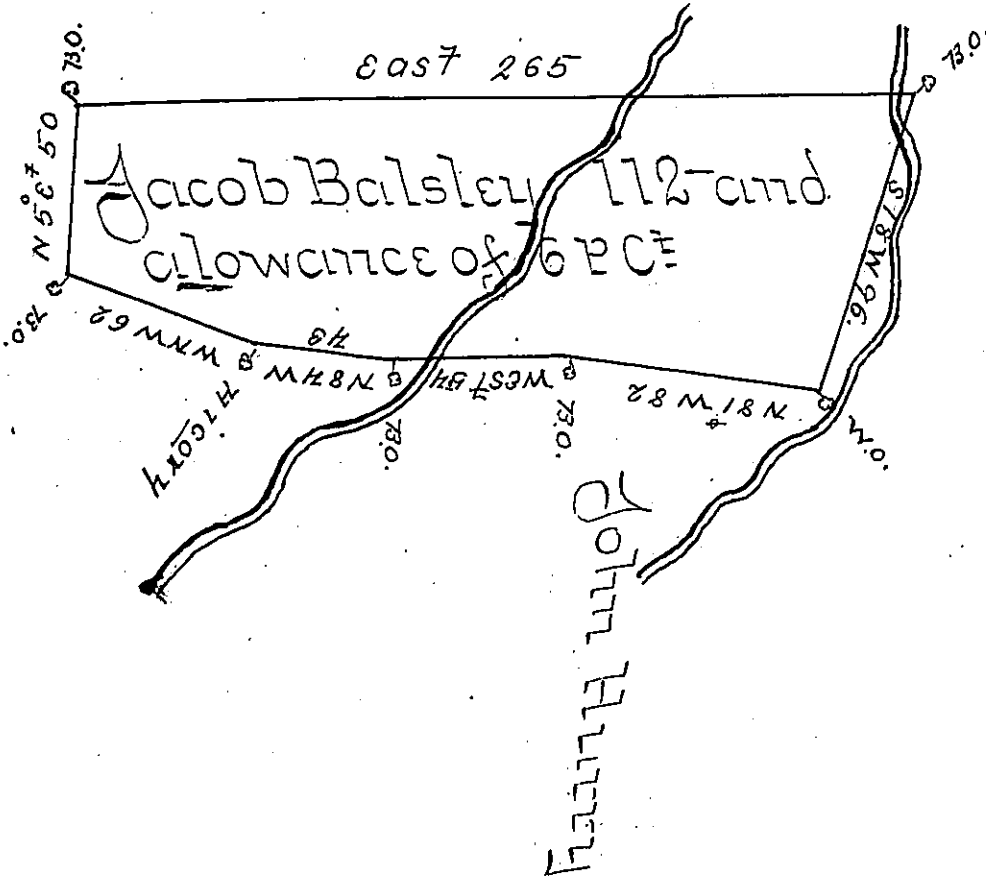 B.O.
East 265
B.O.
N 5° E† 50
Jacob Balsley 112 and
alowance of 6 P Ct
S 18 W 96.
B.O.
WNW 62
Hicory
N 84 W
43
B.O.
West 54
B.O.
N 81 W 82
John